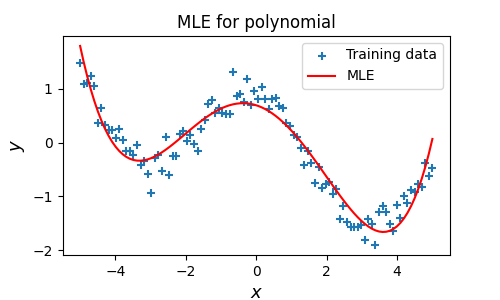 MLE for polynomial
Training data
MLE
1
0
−1
−2
y
−4 −2 0 2 4
x